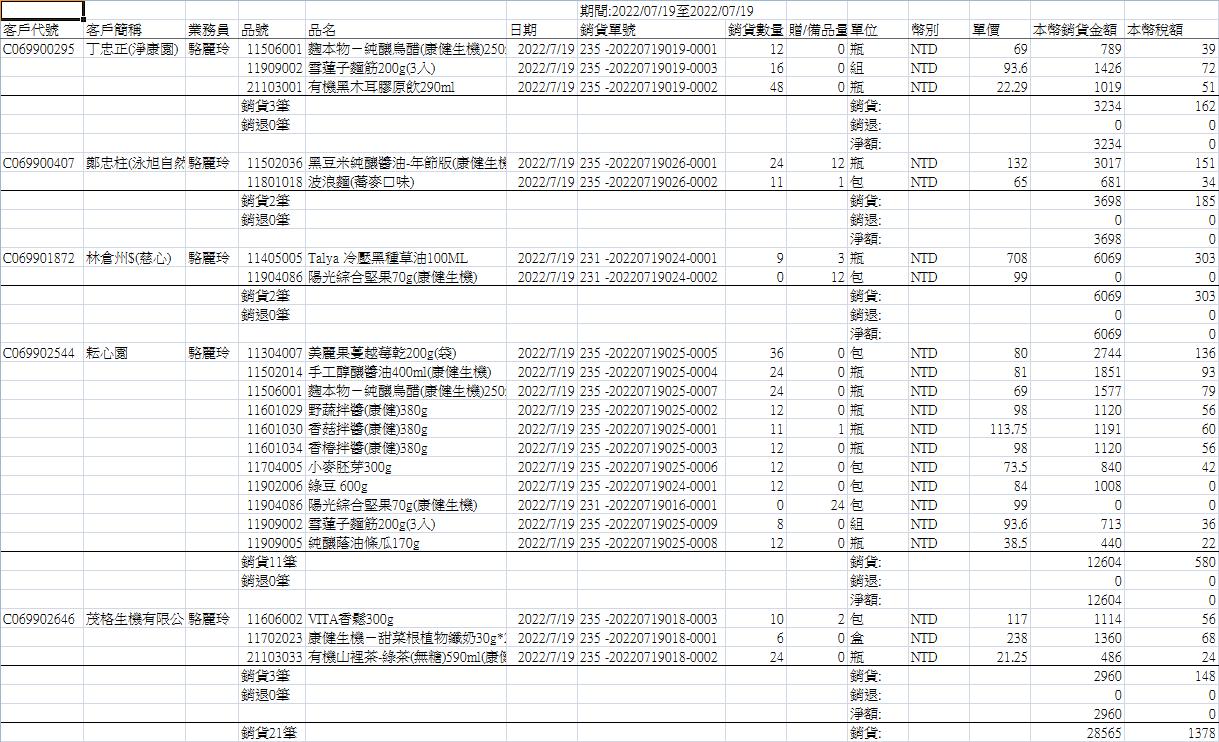 期間:2022/07/19至2022/07/19
客戶代號 客戶簡稱 業務員 品號 品名 日期 銷貨單號 銷貨數量 贈/備品量 單位 幣別 單價 本幣銷貨金額 本幣稅額
C069900295 丁忠正(淨康園) 駱麗玲 11506001 麴本物－純釀烏醋(康健生機)250 2022/7/19 235 -20220719019-0001 12 0 瓶 NTD 69 789 39
11909002 雪蓮子麵筋200g(3入) 2022/7/19 235 -20220719019-0003 16 0 組 NTD 93.6 1426 72
21103001 有機黑木耳膠原飲290ml 2022/7/19 235 -20220719019-0002 48 0 瓶 NTD 22.29 1019 51
銷貨3筆 銷貨: 3234 162
銷退0筆 銷退: 0 0
淨額: 3234 0
C069900407 鄭忠柱(泳旭自然 駱麗玲 11502036 黑豆米純釀醬油-年節版(康健生機 2022/7/19 235 -20220719026-0001 24 12 瓶 NTD 132 3017 151
11801018 波浪麵(蕎麥口味) 2022/7/19 235 -20220719026-0002 11 1 包 NTD 65 681 34
銷貨2筆 銷貨: 3698 185
銷退0筆 銷退: 0 0
淨額: 3698 0
C069901872 林倉州$(慈心) 駱麗玲 11405005 Talya 冷壓黑種草油100ML 2022/7/19 231 -20220719024-0001 9 3 瓶 NTD 708 6069 303
11904086 陽光綜合堅果70g(康健生機) 2022/7/19 231 -20220719024-0002 0 12 包 NTD 99 0 0
銷貨2筆 銷貨: 6069 303
銷退0筆 銷退: 0 0
淨額: 6069 0
C069902544 耘心園 駱麗玲 11304007 美麗果蔓越莓乾200g(袋) 2022/7/19 235 -20220719025-0005 36 0 包 NTD 80 2744 136
11502014 手工醇釀醬油400ml(康健生機) 2022/7/19 235 -20220719025-0004 24 0 瓶 NTD 81 1851 93
11506001 麴本物－純釀烏醋(康健生機)250 2022/7/19 235 -20220719025-0007 24 0 瓶 NTD 69 1577 79
11601029 野蔬拌醬(康健)380g 2022/7/19 235 -20220719025-0002 12 0 瓶 NTD 98 1120 56
11601030 香菇拌醬(康健)380g 2022/7/19 235 -20220719025-0001 11 1 瓶 NTD 113.75 1191 60
11601034 香椿拌醬(康健)380g 2022/7/19 235 -20220719025-0003 12 0 瓶 NTD 98 1120 56
11704005 小麥胚芽300g 2022/7/19 235 -20220719025-0006 12 0 包 NTD 73.5 840 42
11902006 綠豆 600g 2022/7/19 235 -20220719024-0001 12 0 包 NTD 84 1008 0
11904086 陽光綜合堅果70g(康健生機) 2022/7/19 231 -20220719016-0001 0 24 包 NTD 99 0 0
11909002 雪蓮子麵筋200g(3入) 2022/7/19 235 -20220719025-0009 8 0 組 NTD 93.6 713 36
11909005 純釀蔭油條瓜170g 2022/7/19 235 -20220719025-0008 12 0 瓶 NTD 38.5 440 22
銷貨11筆 銷貨: 12604 580
銷退0筆 銷退: 0 0
淨額: 12604 0
C069902646 茂格生機有限公 駱麗玲 11606002 VITA香鬆300g 2022/7/19 235 -20220719018-0003 10 2 包 NTD 117 1114 56
11702023 康健生機－甜菜根植物纖奶30g*2 2022/7/19 235 -20220719018-0001 6 0 盒 NTD 238 1360 68
21103033 有機山裡茶-綠茶(無糖)590ml(康健 2022/7/19 235 -20220719018-0002 24 0 瓶 NTD 21.25 486 24
銷貨3筆 銷貨: 2960 148
銷退0筆 銷退: 0 0
淨額: 2960 0
銷貨21筆 銷貨: 28565 1378